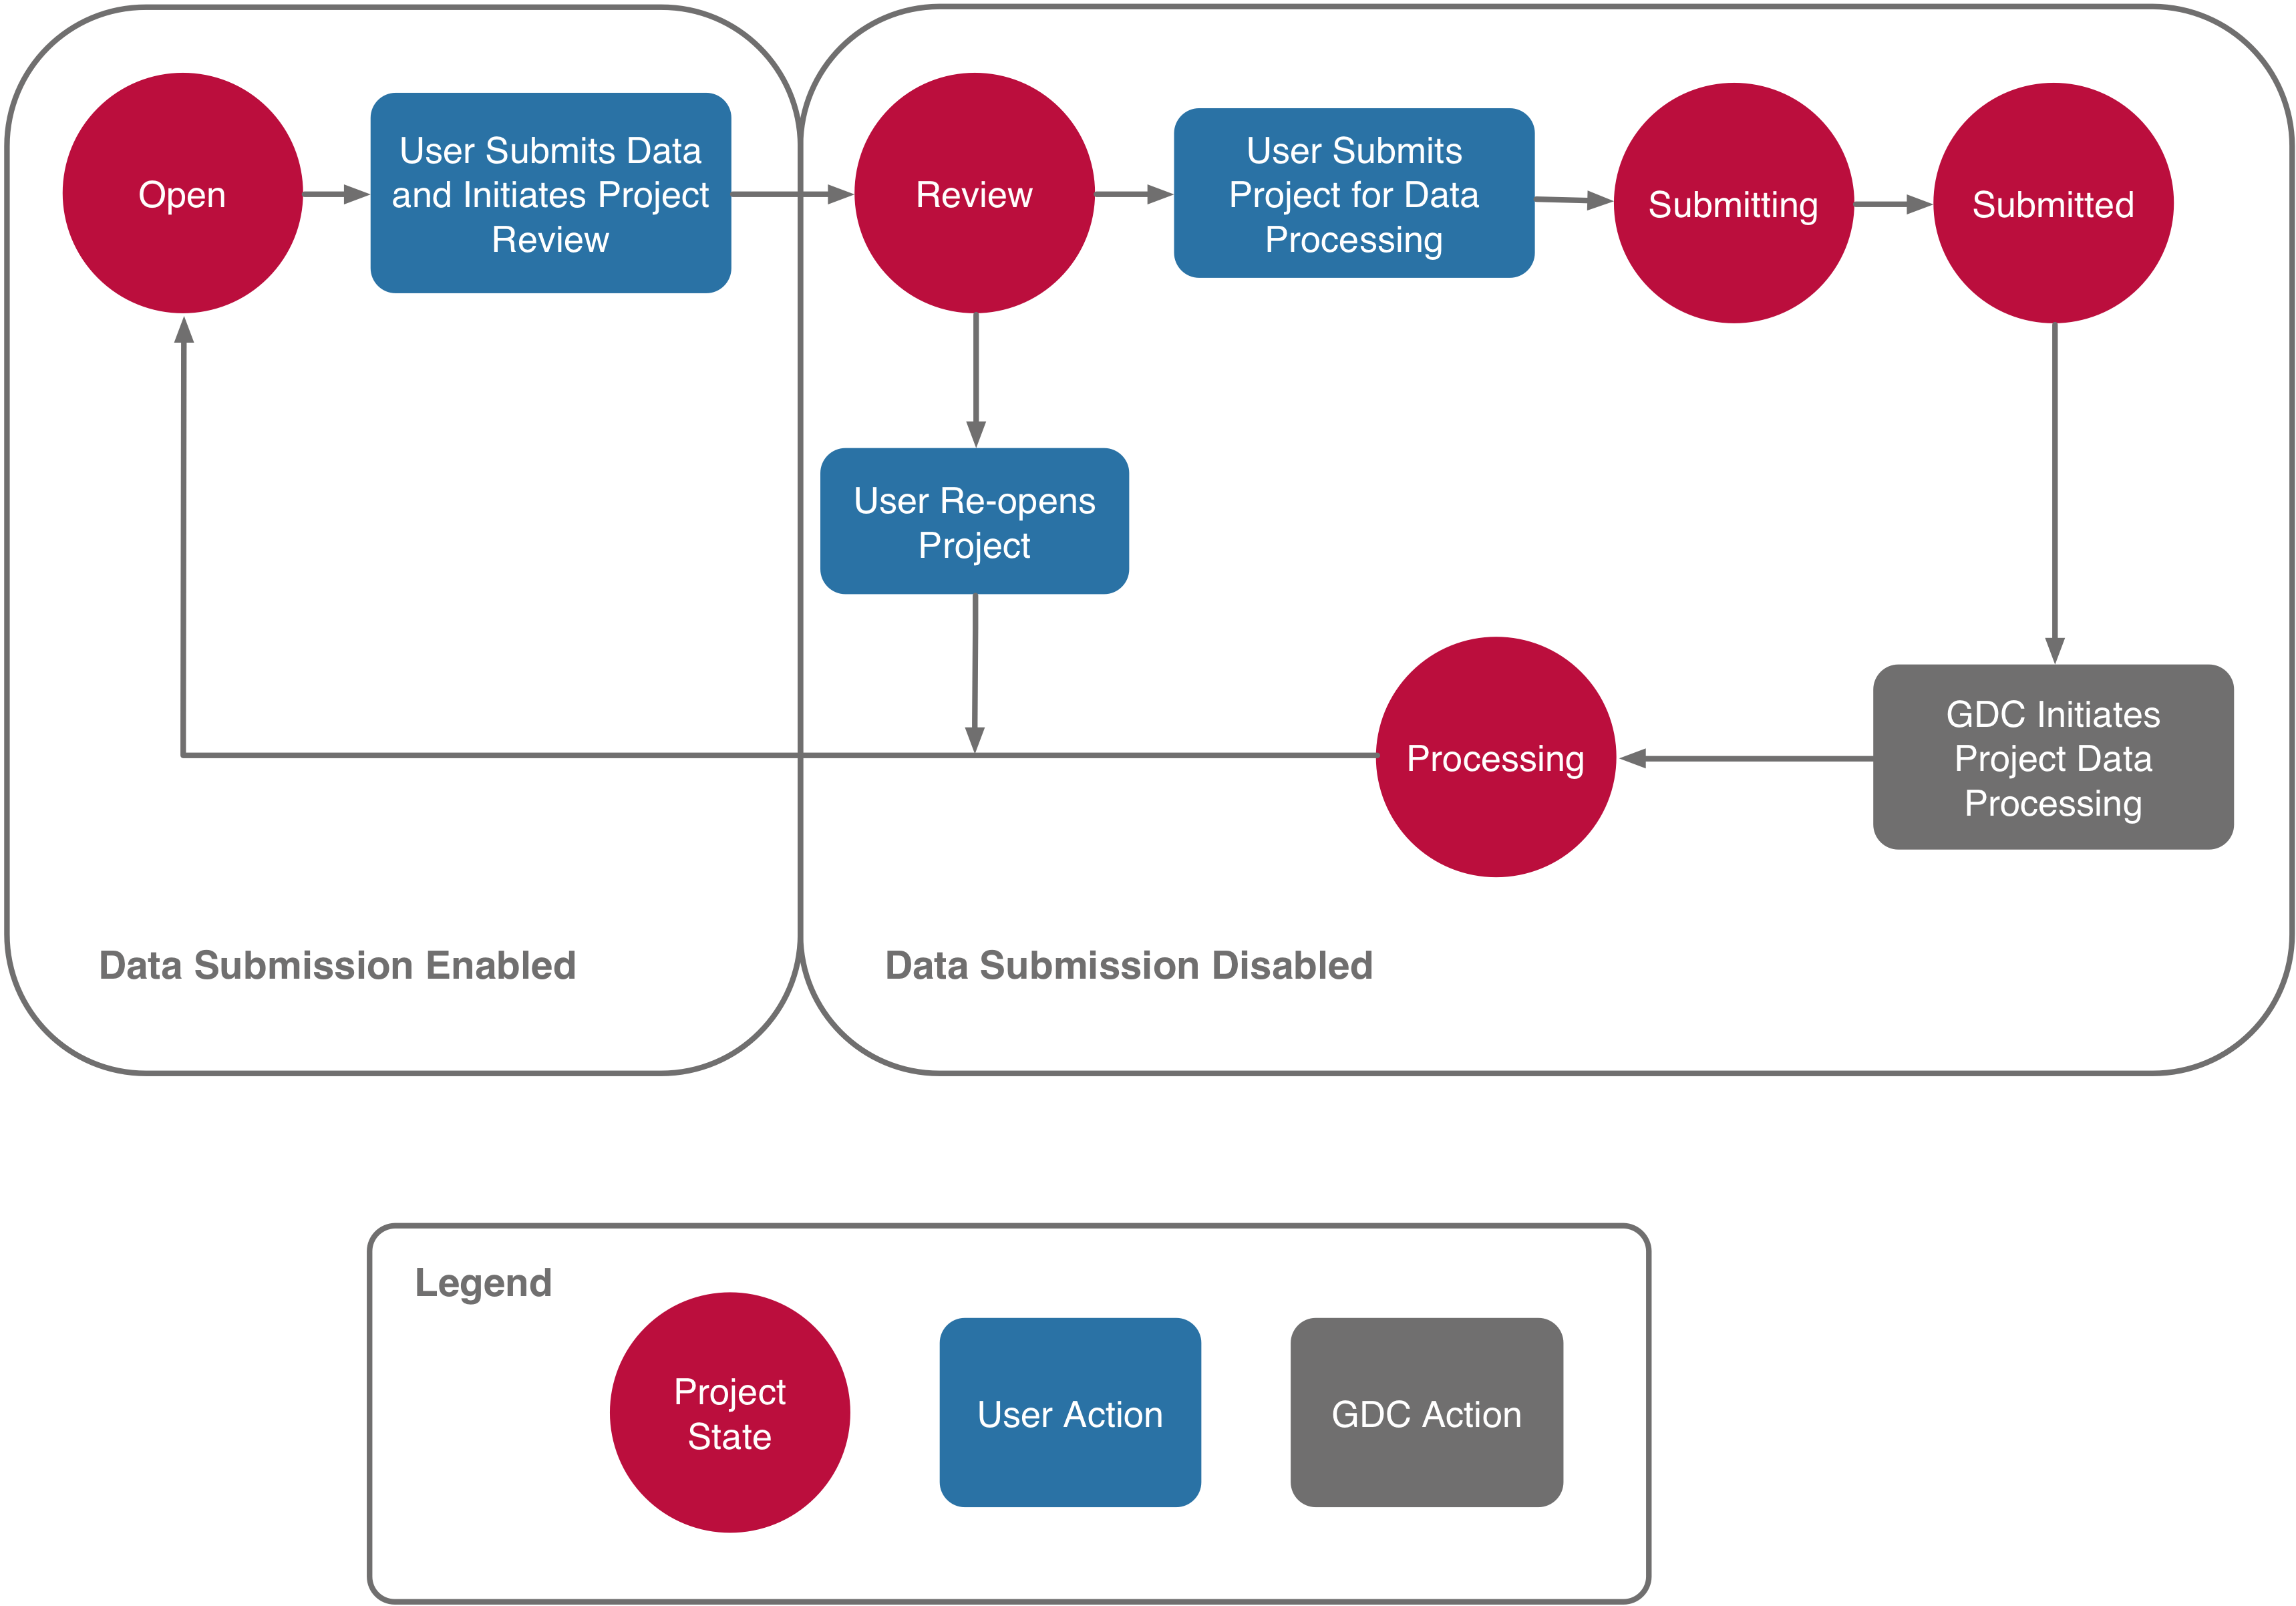 Open
User Submits Data
and Initiates Project
Review
Review
User Submits
Project for Data
Processing
Submitting
Submitted
User Re-opens
Project
Processing
GDC Initiates
Project Data
Processing
Data Submission Enabled
Data Submission Disabled
Legend
Project
State
User Action
GDC Action